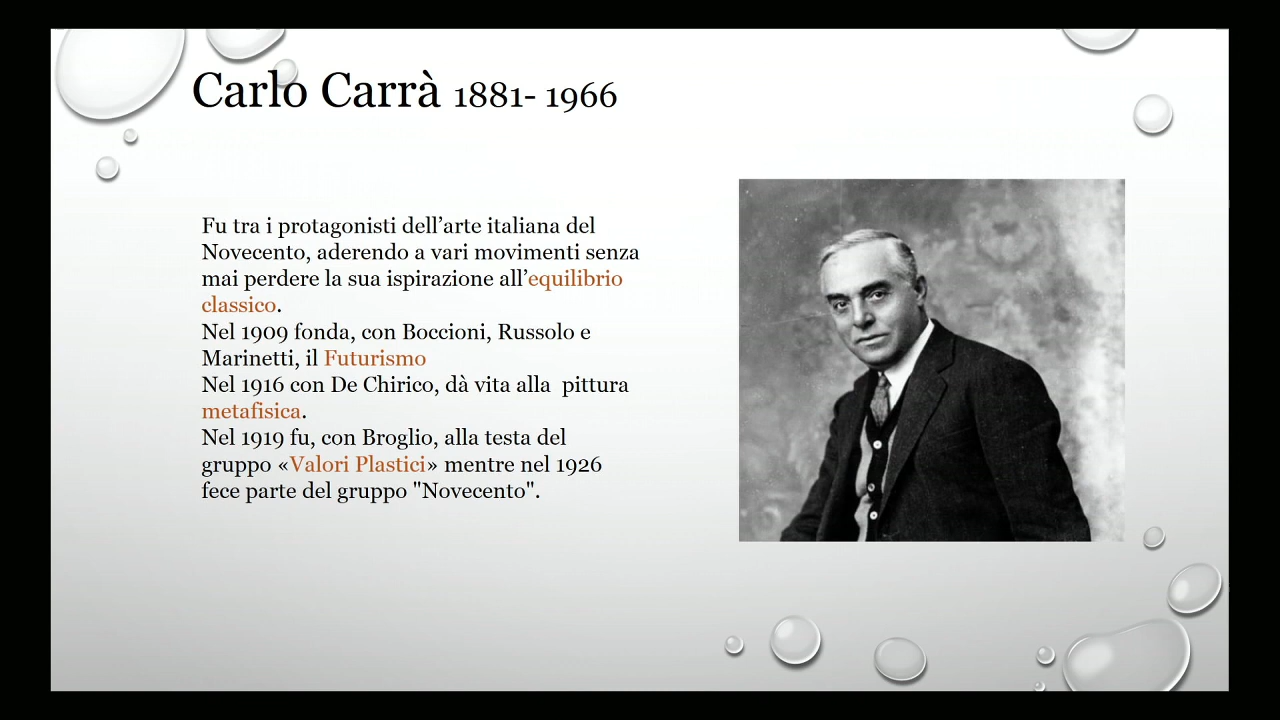 Carlo Carrà 1881- 1966
Fu tra i protagonisti dell’arte italiana del
Novecento, aderendo a vari movimenti senza
mai perdere la sua ispirazione all’equilibrio
classico.
Nel 1909 fonda, con Boccioni, Russolo e
Marinetti, il Futurismo
Nel 1916 con De Chirico, dà vita alla  pittura
metafisica.
Nel 1919 fu, con Broglio, alla testa del
gruppo «Valori Plastici» mentre nel 1926
fece parte del gruppo "Novecento".